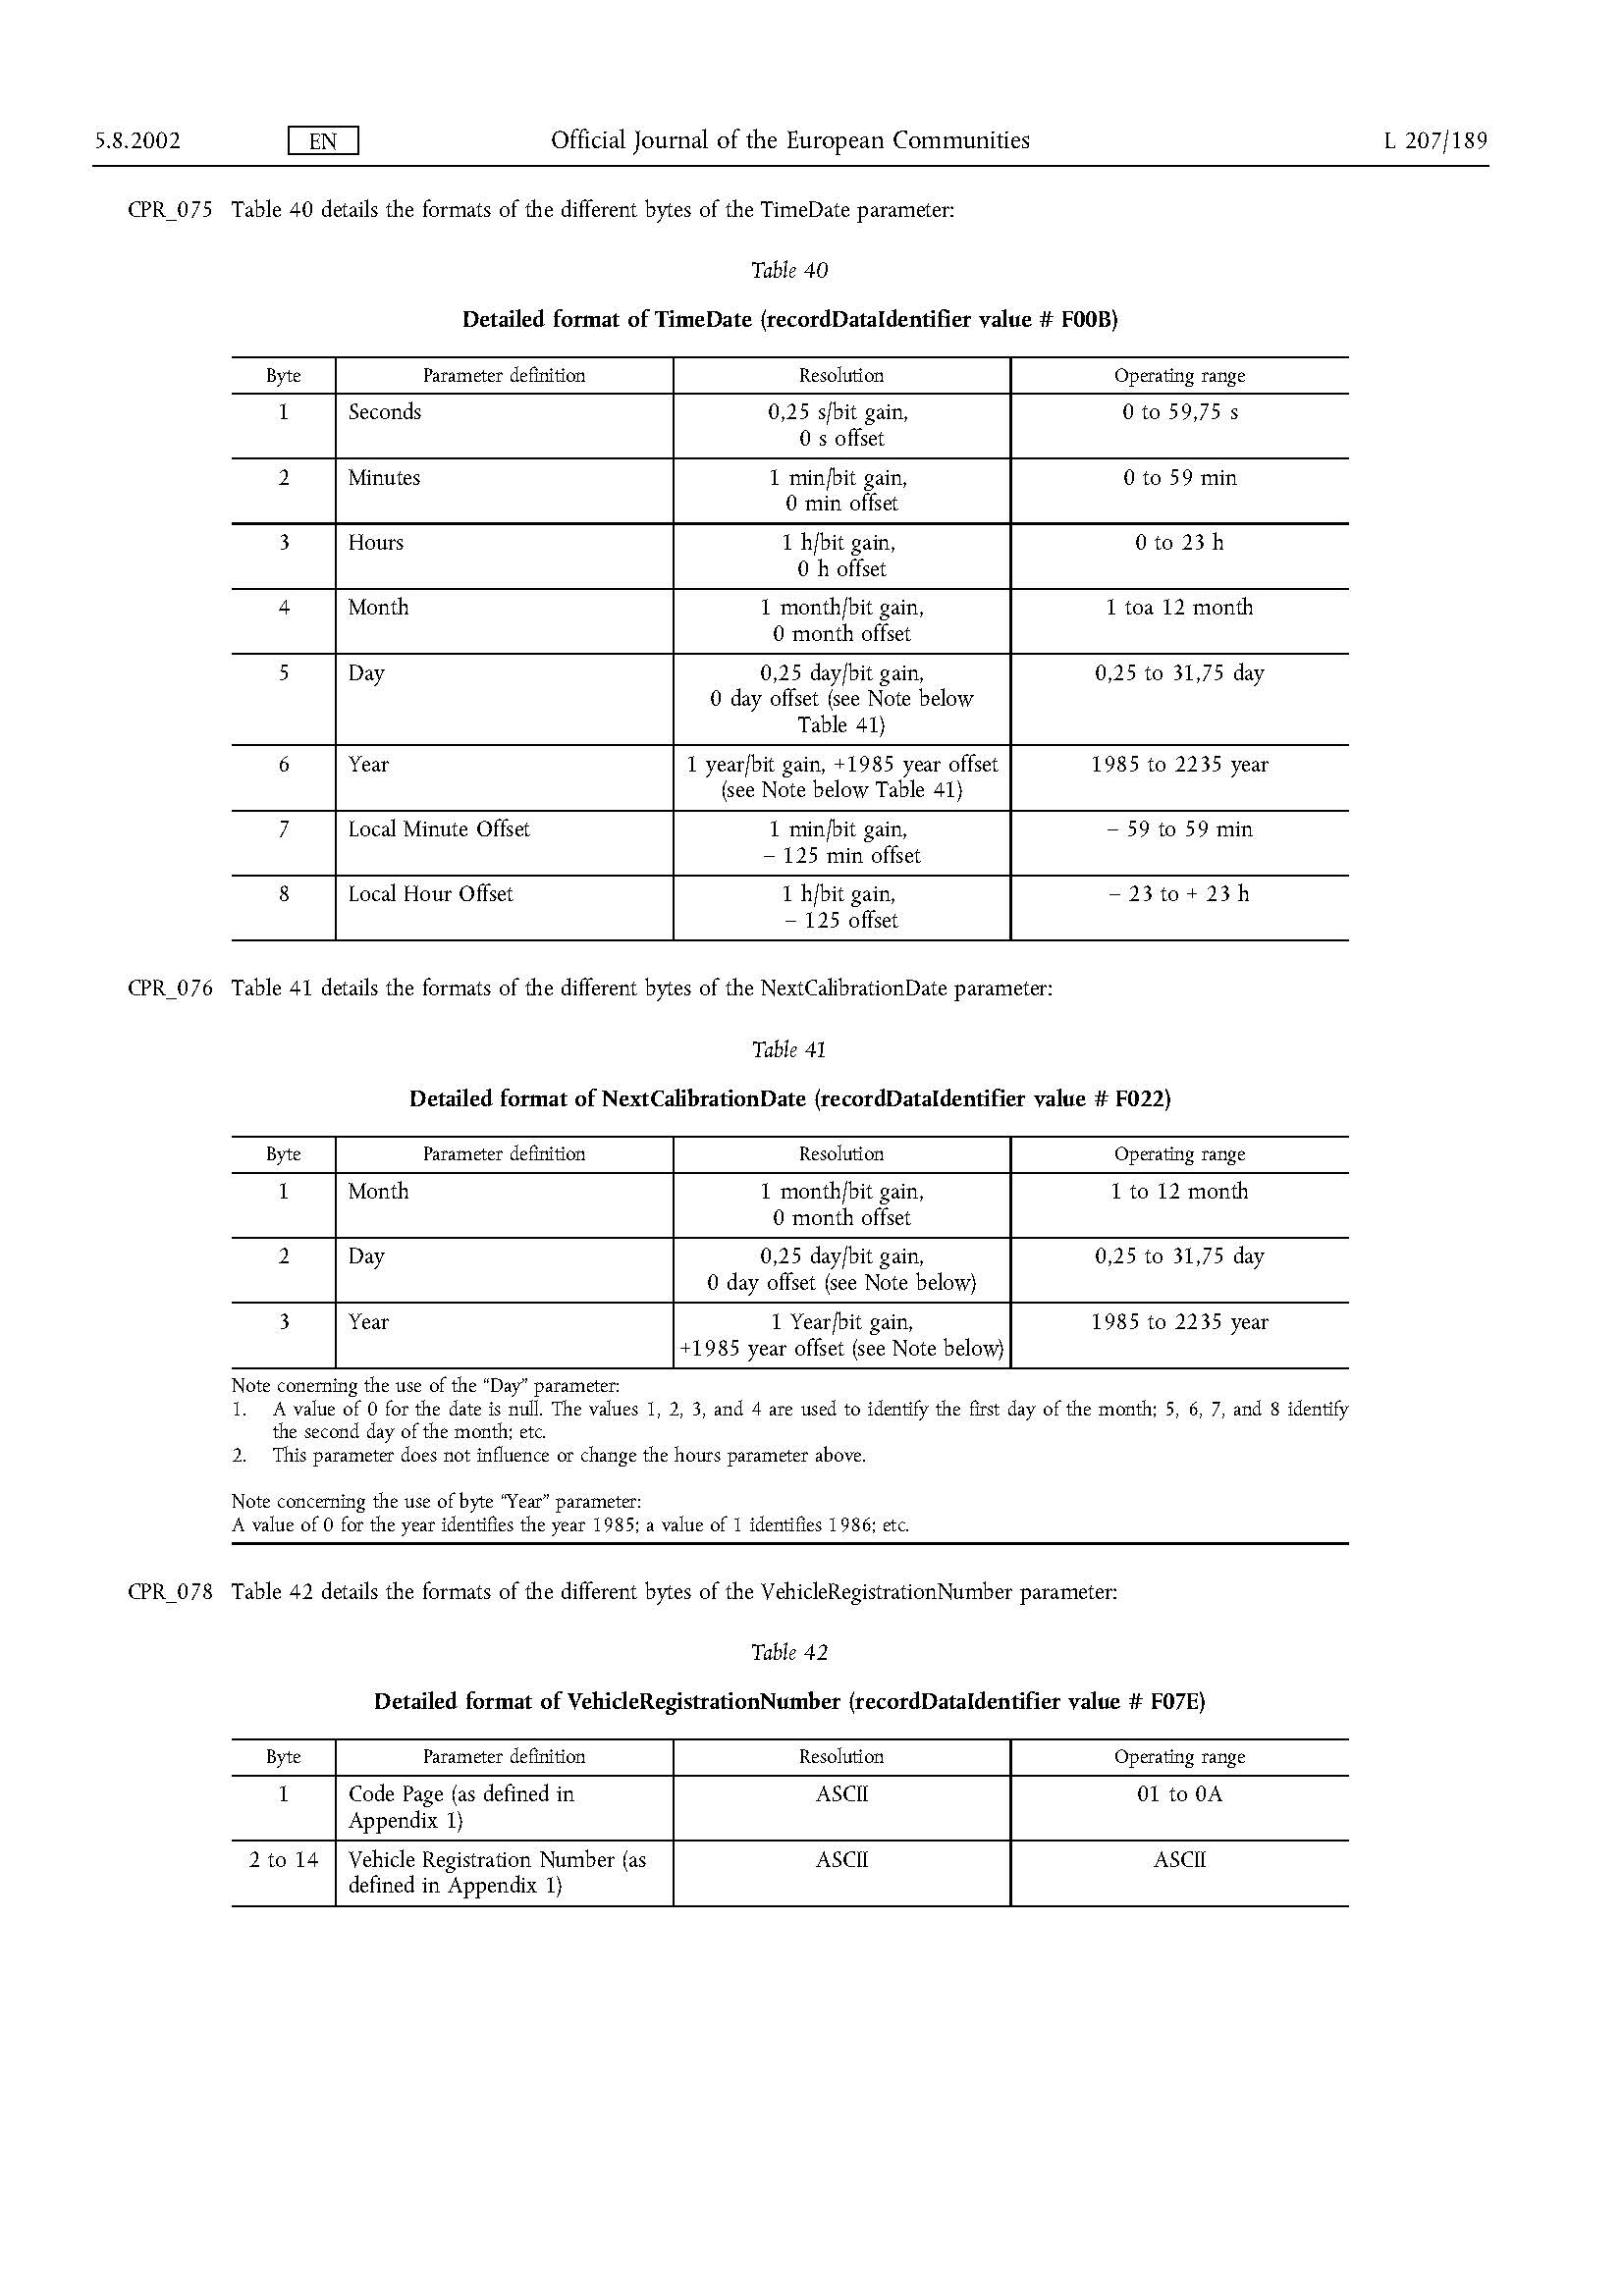 5.8.2002 EN Official Journal of the European Communities L 207/189
CPR_075 Table 40 details the formats of the different bytes of the TimeDate parameter:
Table 40
Detailed format of TimeDate (recordDataIdentifier value # F00B)
Byte Parameter definition Resolution Operating range
1 Seconds 0,25 s/bit gain, 0 to 59,75 s
0 s offset
2 Minutes 1 min/bit gain, 0 to 59 min
0 min offset
3 Hours 1 h/bit gain, 0 to 23 h
0 h offset
4 Month 1 month/bit gain, 1 toa 12 month
0 month offset
5 Day 0,25 day/bit gain, 0,25 to 31,75 day
0 day offset (see Note below
Table 41)
6 Year 1 year/bit gain, +1985 year offset 1985 to 2235 year
(see Note below Table 41)
7 Local Minute Offset 1 min/bit gain, – 59 to 59 min
– 125 min offset
8 Local Hour Offset 1 h/bit gain, – 23 to + 23 h
– 125 offset
CPR_076 Table 41 details the formats of the different bytes of the NextCalibrationDate parameter:
Table 41
Detailed format of NextCalibrationDate (recordDataIdentifier value # F022)
Byte Parameter definition Resolution Operating range
1 Month 1 month/bit gain, 1 to 12 month
0 month offset
2 Day 0,25 day/bit gain, 0,25 to 31,75 day
0 day offset (see Note below)
3 Year 1 Year/bit gain, 1985 to 2235 year
+1985 year offset (see Note below)
Note conerning the use of the “Day” parameter:
1. A value of 0 for the date is null. The values 1, 2, 3, and 4 are used to identify the first day of the month; 5, 6, 7, and 8 identify
the second day of the month; etc.
2. This parameter does not influence or change the hours parameter above.
Note concerning the use of byte “Year” parameter:
A value of 0 for the year identifies the year 1985; a value of 1 identifies 1986; etc.
CPR_078 Table 42 details the formats of the different bytes of the VehicleRegistrationNumber parameter:
Table 42
Detailed format of VehicleRegistrationNumber (recordDataIdentifier value # F07E)
Byte Parameter definition Resolution Operating range
1 Code Page (as defined in ASCII 01 to 0A
Appendix 1)
2 to 14 Vehicle Registration Number (as ASCII ASCII
defined in Appendix 1)